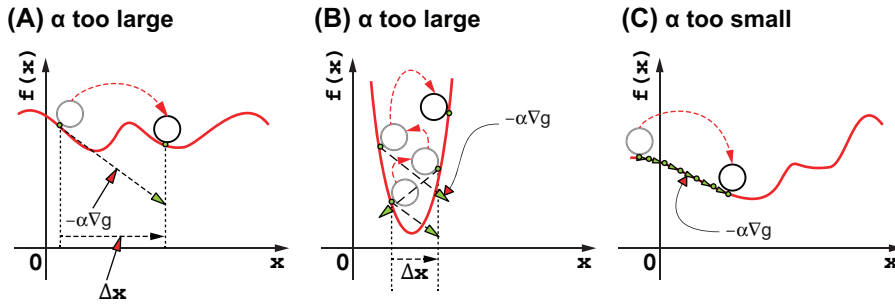 (A) α too large
f(x)
-α∇g
0
x
Δx
(B) α too large
f(x)
-α∇g
0
Δx
x
(C) α too small
f(x)
-α∇g
0
x